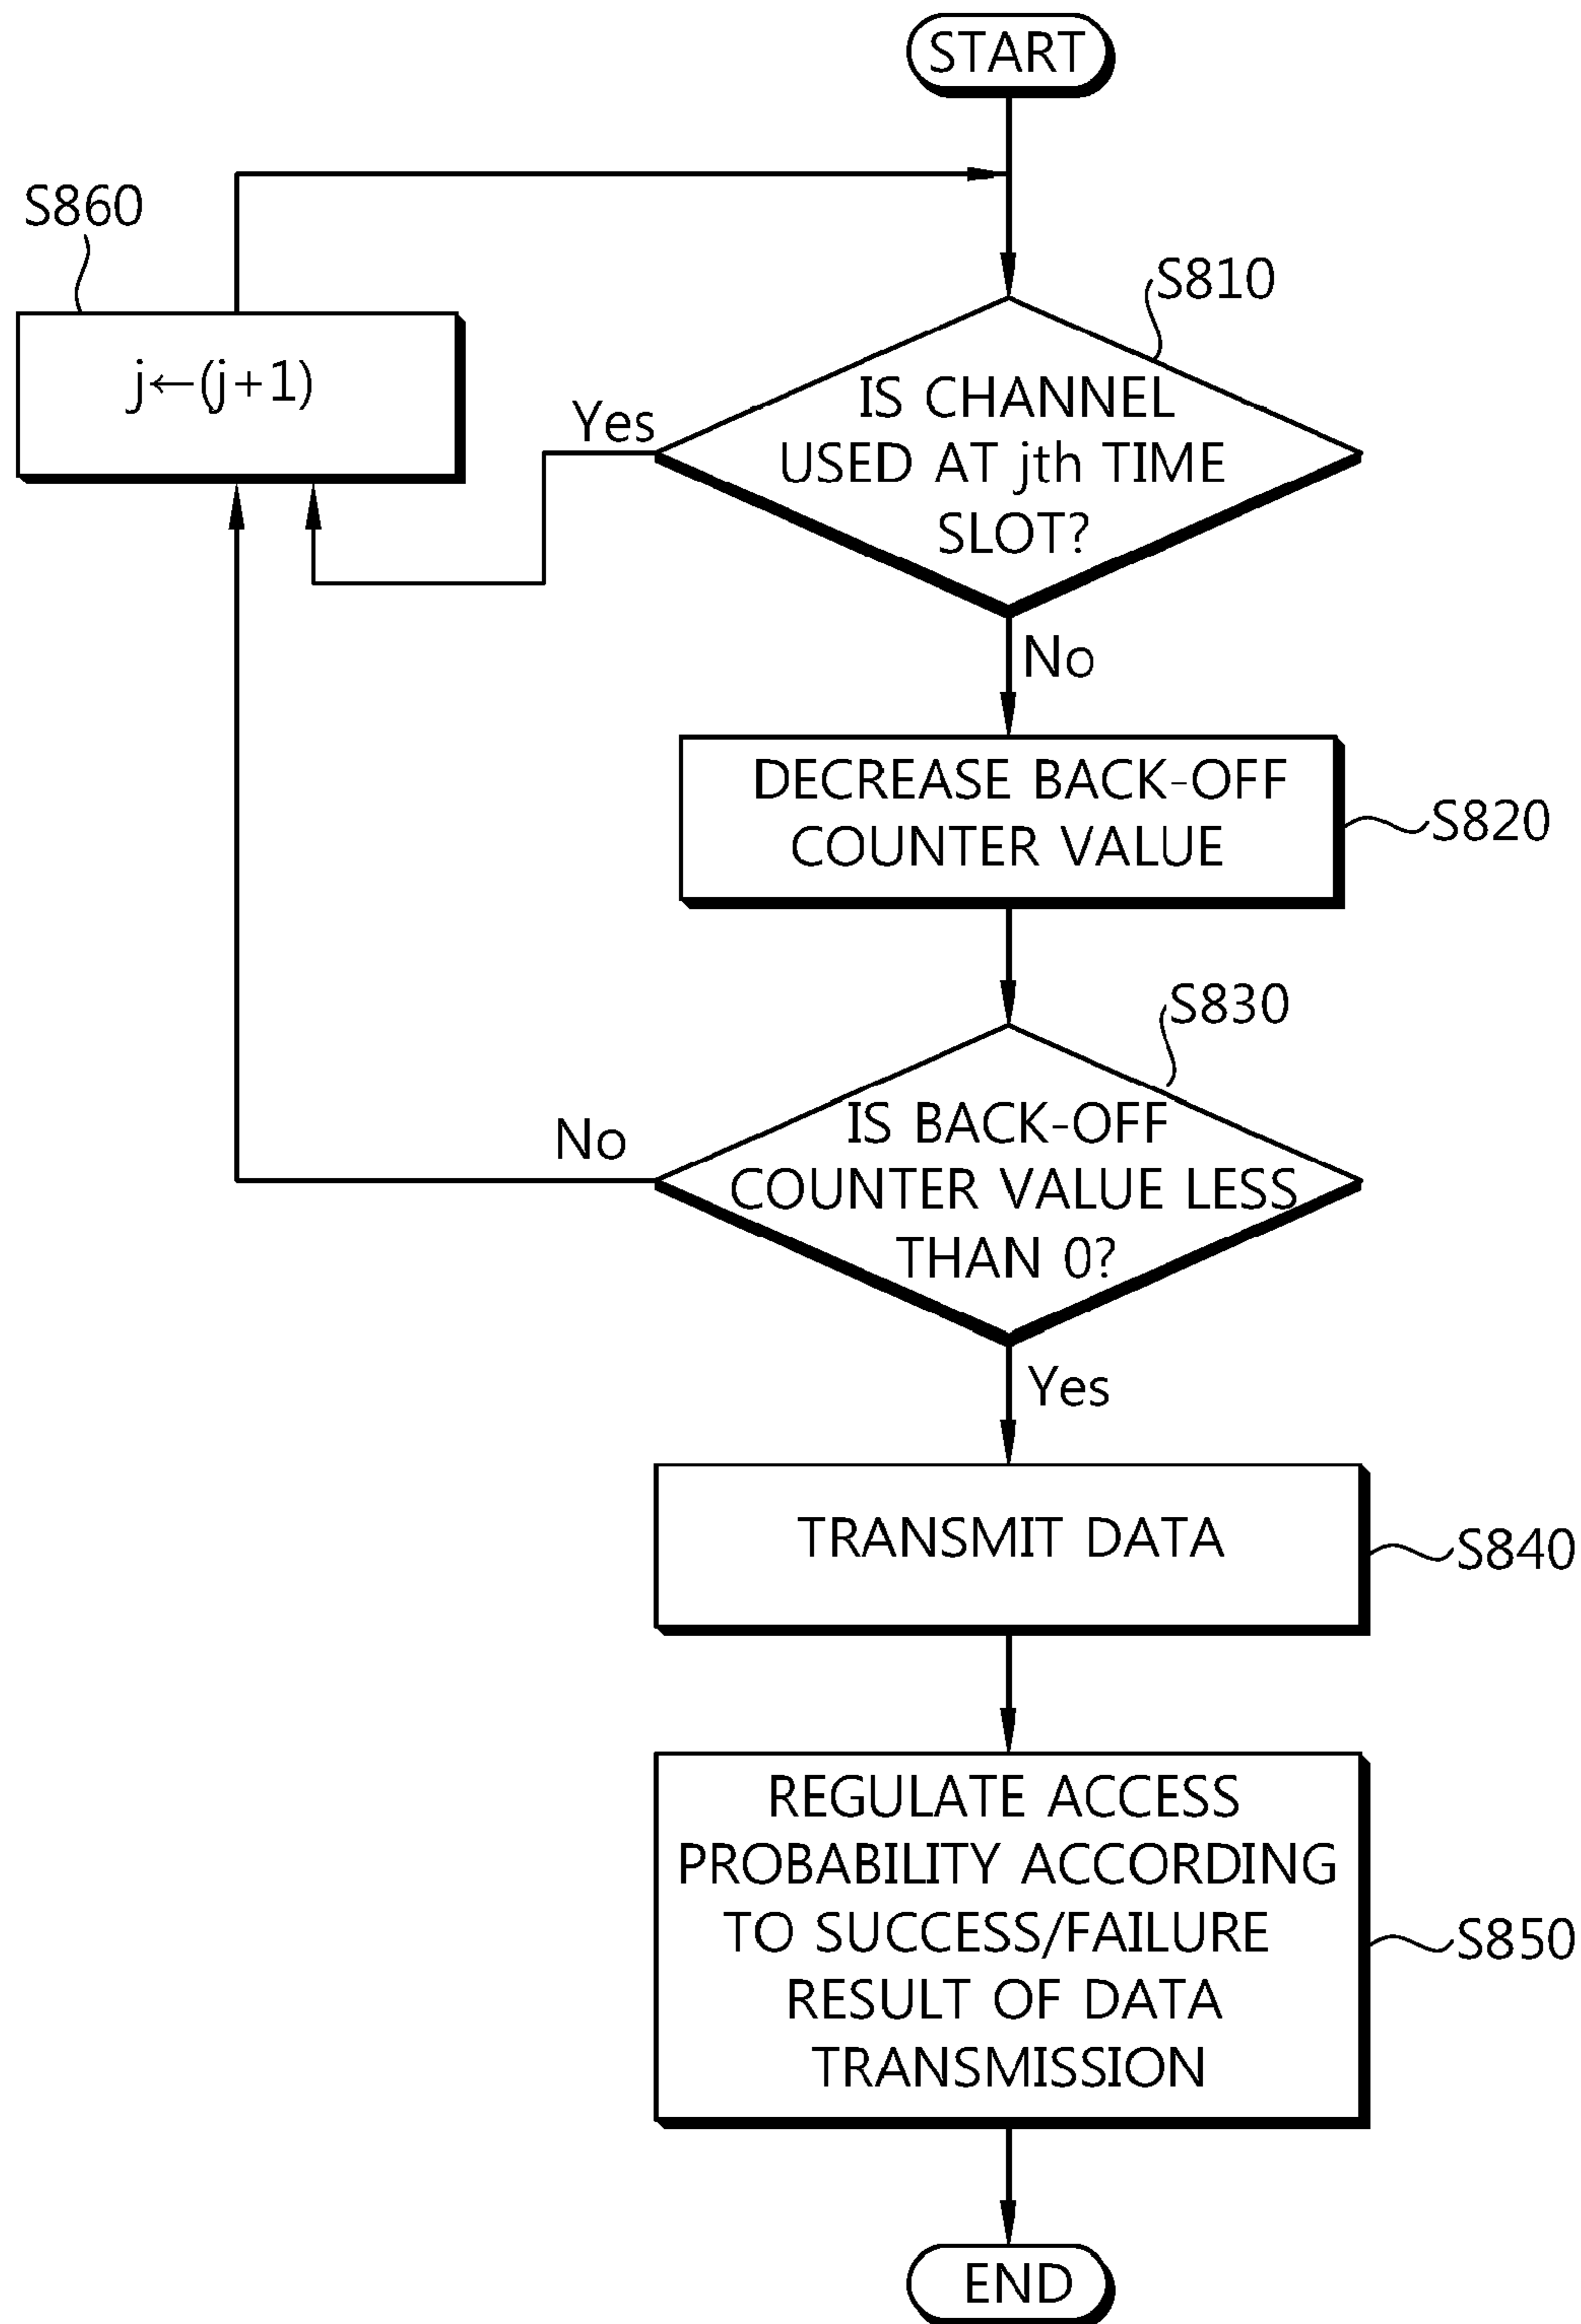 START
S860
S810
j←(j+1)
IS CHANNEL
USED AT jth TIME
SLOT?
Yes
No
DECREASE BACK-OFF
COUNTER VALUE
S820
S830
IS BACK-OFF
COUNTER VALUE LESS
THAN 0?
No
Yes
TRANSMIT DATA
S840
REGULATE ACCESS
PROBABILITY ACCORDING
TO SUCCESS/FAILURE
RESULT OF DATA
TRANSMISSION
S850
END